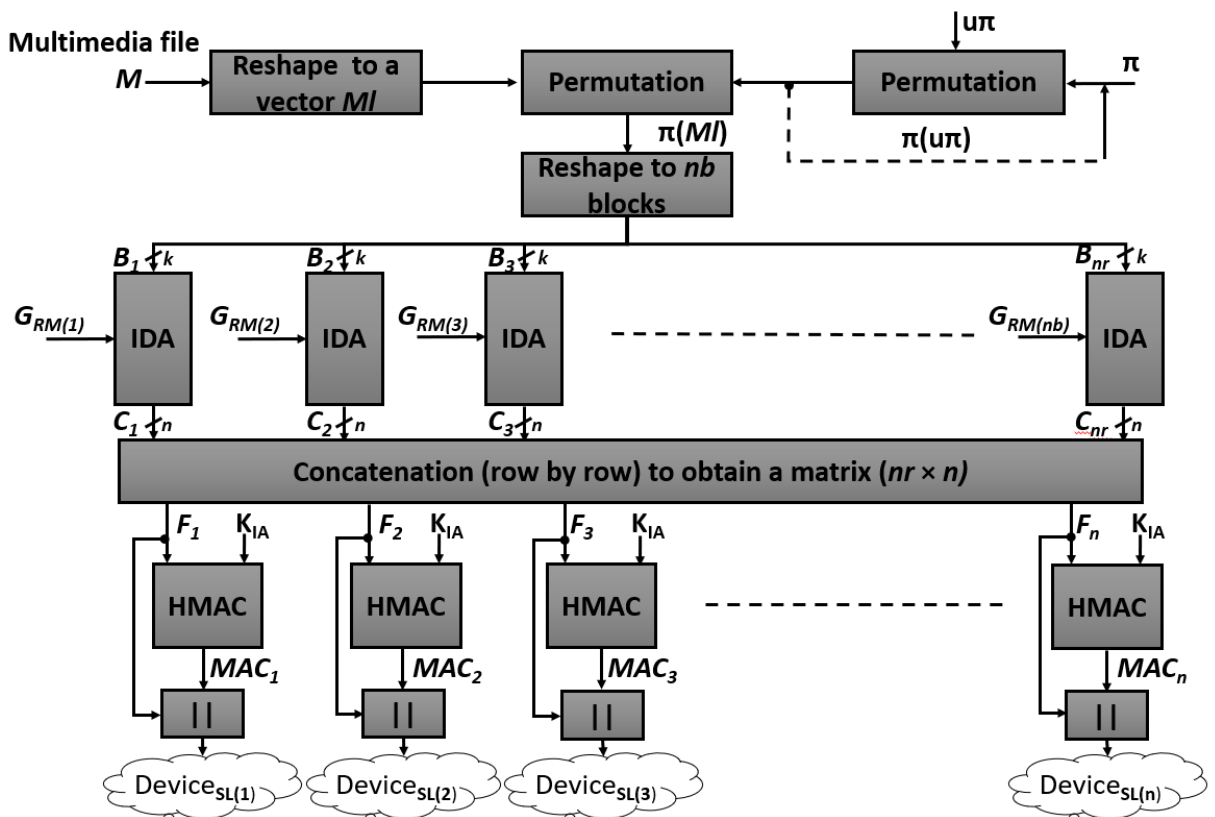 uπ
Multimedia file
M
Reshape to a
vector Ml
Permutation
Permutation
π
π(Ml)
π(uπ)
Reshape to nb
blocks
B1 k B2 k B3 k Bnr k
GRM(1) IDA GRM(2) IDA GRM(3) IDA GRM(nb) IDA
C1 n C2 n C3 n Cnr n
Concatenation (row by row) to obtain a matrix (nr × n)
F1 KIA F2 KIA F3 KIA Fn KIA
HMAC HMAC HMAC HMAC
MAC1 MAC2 MAC3 MACn
|| || || ||
DeviceSL(1) DeviceSL(2) DeviceSL(3) DeviceSL(n)